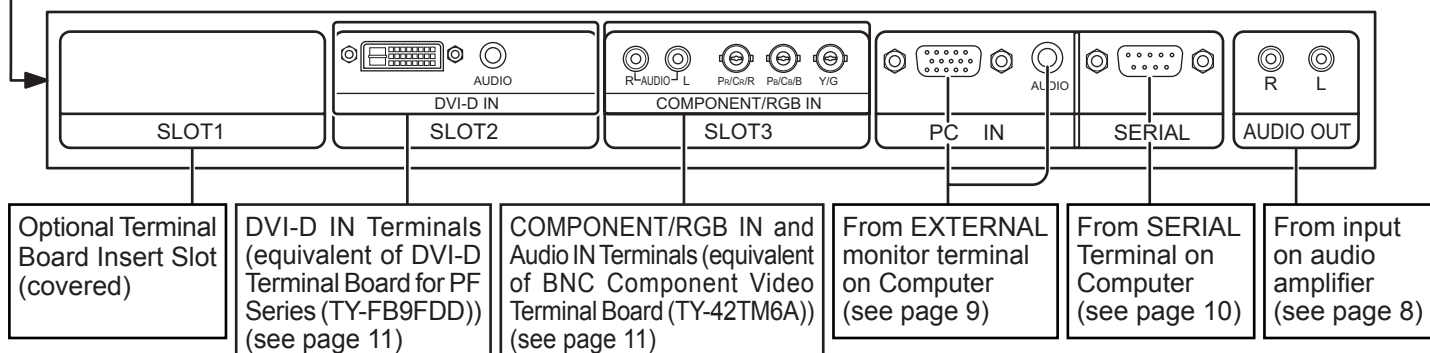 AUDIO
DVI-D IN
SLOT1
SLOT2
R AUDIO L PR/CR/R PB/CB/B Y/G
COMPONENT/RGB IN
SLOT3
AUDIO
PC IN
SERIAL
R L
AUDIO OUT
Optional Terminal
Board Insert Slot
(covered)
DVI-D IN Terminals
(equivalent of DVI-D
Terminal Board for PF
Series (TY-FB9FDD))
(see page 11)
COMPONENT/RGB IN and
Audio IN Terminals (equivalent
of BNC Component Video
Terminal Board (TY-42TM6A))
(see page 11)
From EXTERNAL
monitor terminal
on Computer
(see page 9)
From SERIAL
Terminal on
Computer
(see page 10)
From input
on audio
amplifier
(see page 8)